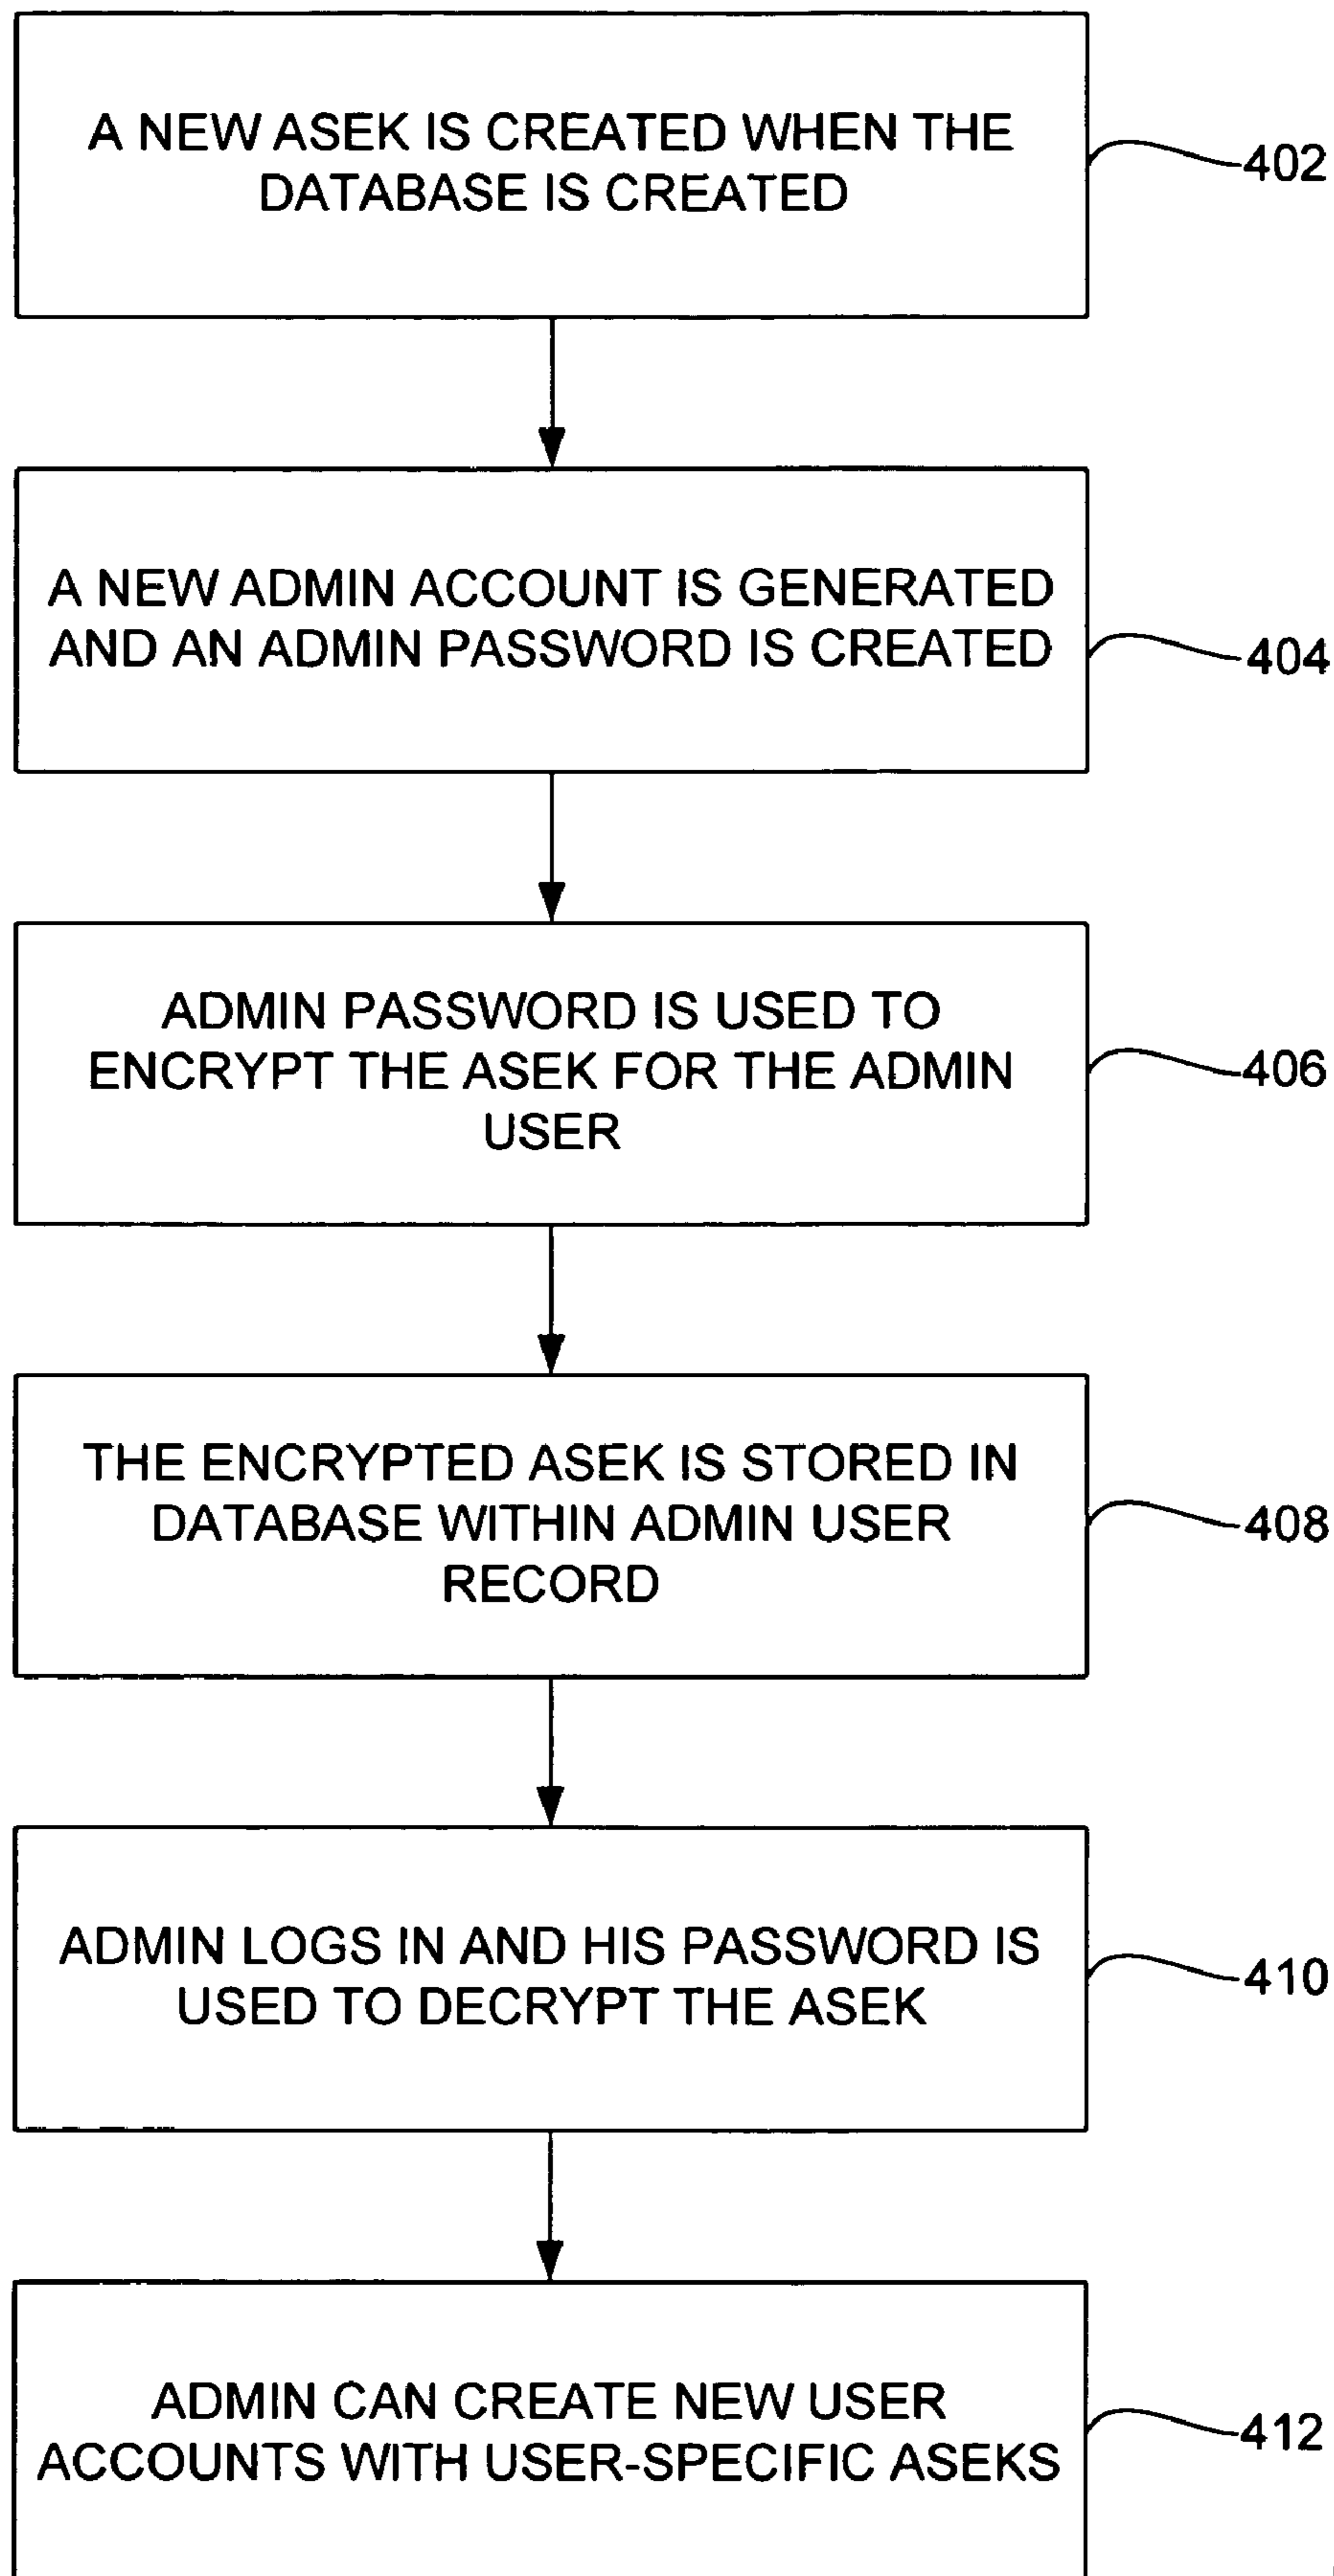 A NEW ASEK IS CREATED WHEN THE
DATABASE IS CREATED
402
A NEW ADMIN ACCOUNT IS GENERATED
AND AN ADMIN PASSWORD IS CREATED
404
ADMIN PASSWORD IS USED TO
ENCRYPT THE ASEK FOR THE ADMIN
USER
406
THE ENCRYPTED ASEK IS STORED IN
DATABASE WITHIN ADMIN USER
RECORD
408
ADMIN LOGS IN AND HIS PASSWORD IS
USED TO DECRYPT THE ASEK
410
ADMIN CAN CREATE NEW USER
ACCOUNTS WITH USER-SPECIFIC ASEKS
412